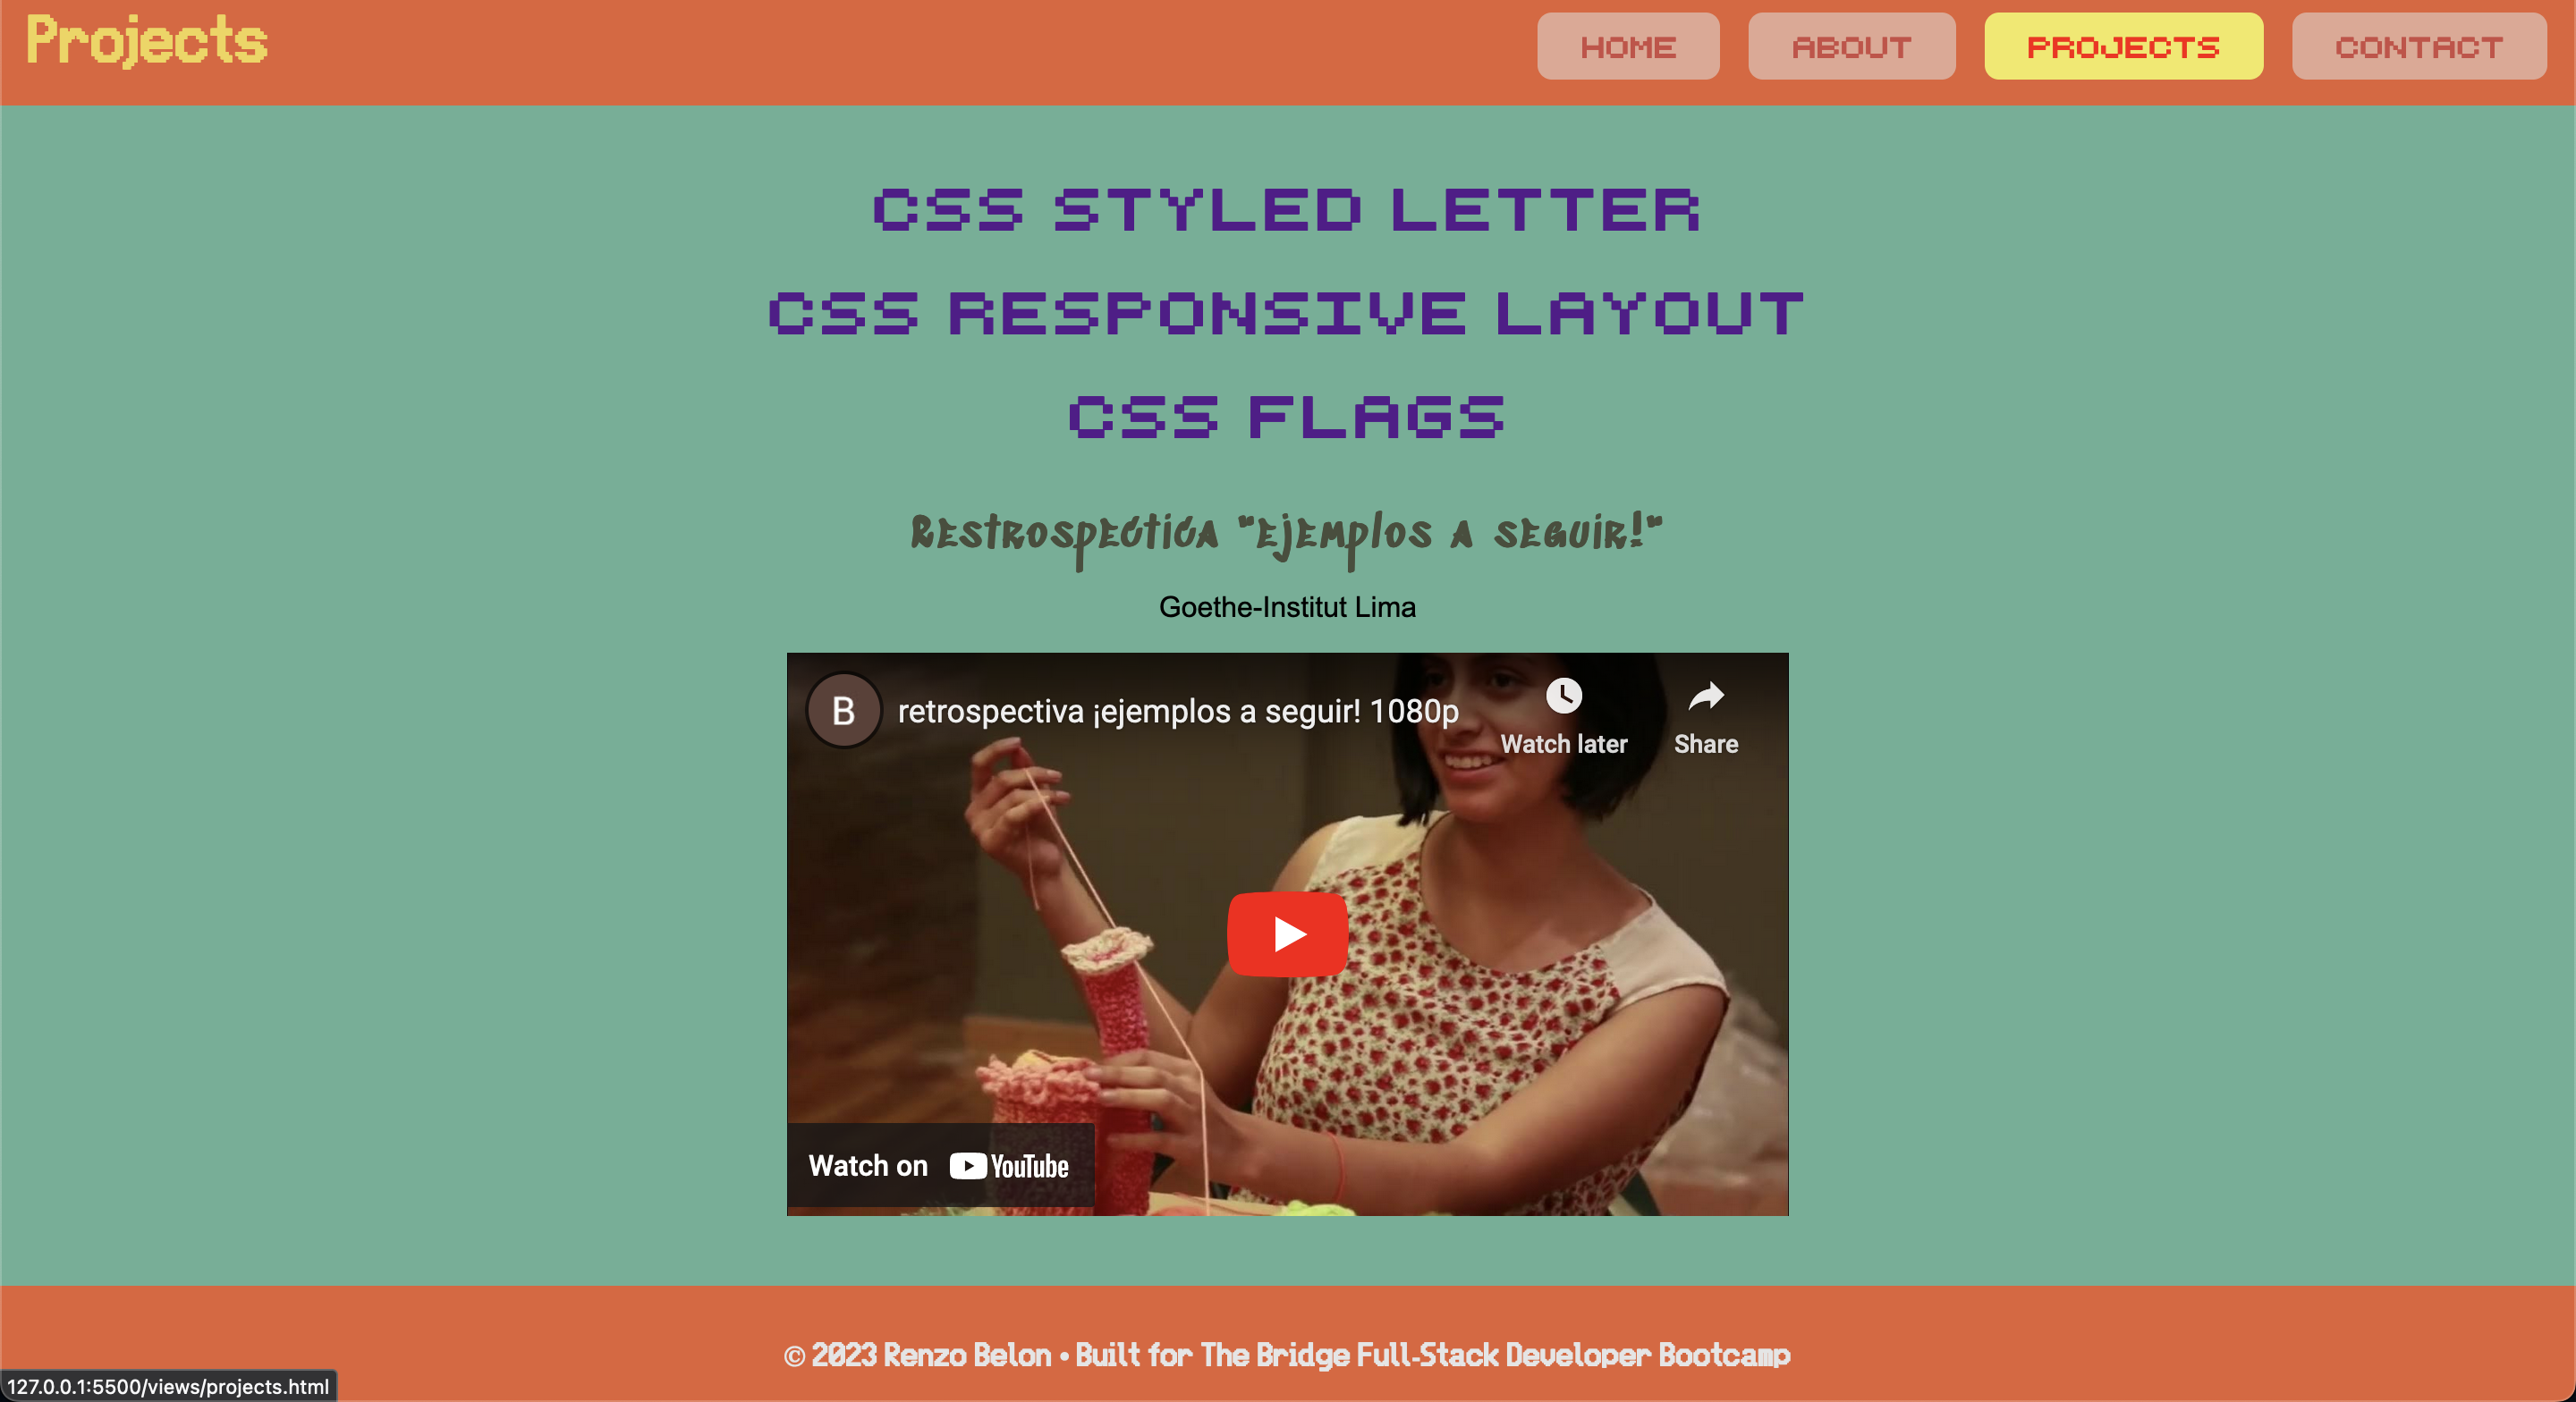 Projects
HOME ABOUT PROJECTS CONTACT
CSS STYLED LETTER
CSS RESPONSIVE LAYOUT
CSS FLAGS
Restrospectica "ejemplos a seguir!"
Goethe-Institut Lima
B retrospectiva ¡ejemplos a seguir! 1080p
Watch later Share
Watch on YouTube
© 2023 Renzo Belon • Built for The Bridge Full-Stack Developer Bootcamp
127.0.0.1:5500/views/projects.html